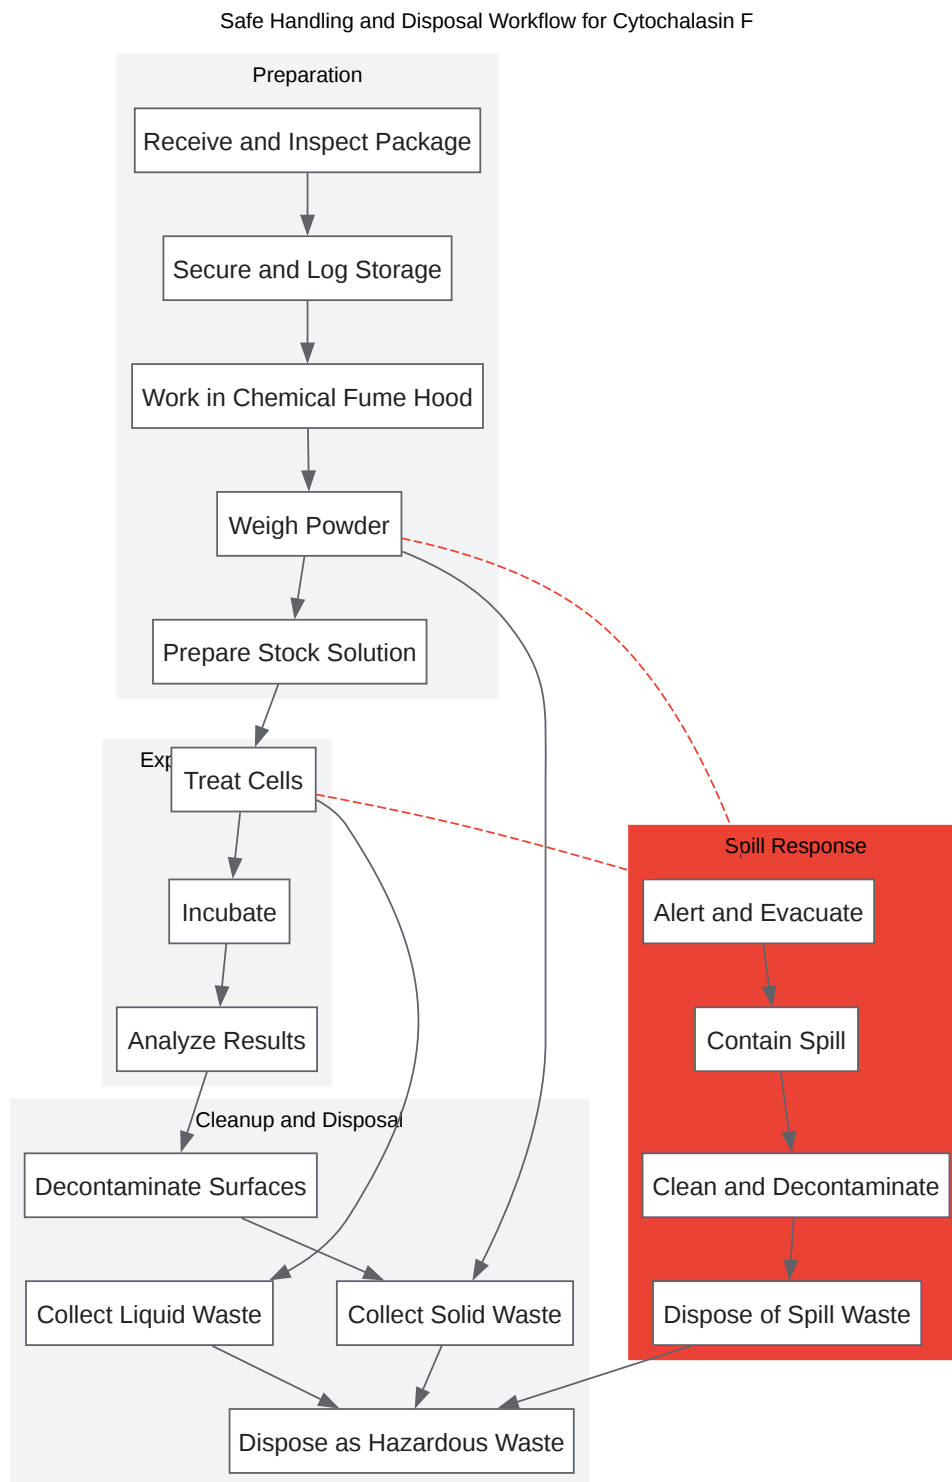 Safe Handling and Disposal Workflow for Cytochalasin F
Preparation
Receive and Inspect Package
Secure and Log Storage
Work in Chemical Fume Hood
Weigh Powder
Prepare Stock Solution
Treat Cells
Incubate
Analyze Results
Spill Response
Alert and Evacuate
Contain Spill
Clean and Decontaminate
Dispose of Spill Waste
Cleanup and Disposal
Decontaminate Surfaces
Collect Liquid Waste
Collect Solid Waste
Dispose as Hazardous Waste